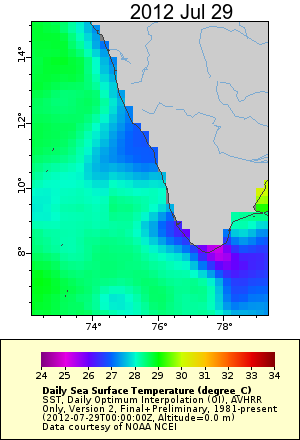 2012 Jul 29
14°
12°
10°
8°
74° 76° 78°
24 25 26 27 28 29 30 31 32 33 34
Daily Sea Surface Temperature (degree_C)
SST, Daily Optimum Interpolation (OI), AVHRR
Only, Version 2, Final+Preliminary, 1981-present
(2012-07-29T00:00:00Z, Altitude=0.0 m)
Data courtesy of NOAA NCEI